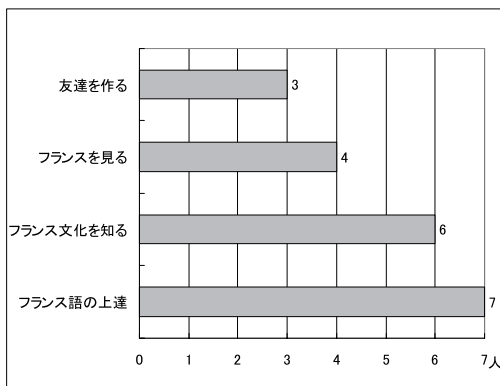 友達を作る 3
フランスを見る 4
フランス文化を知る 6
フランス語の上達 7
0 1 2 3 4 5 6 7人